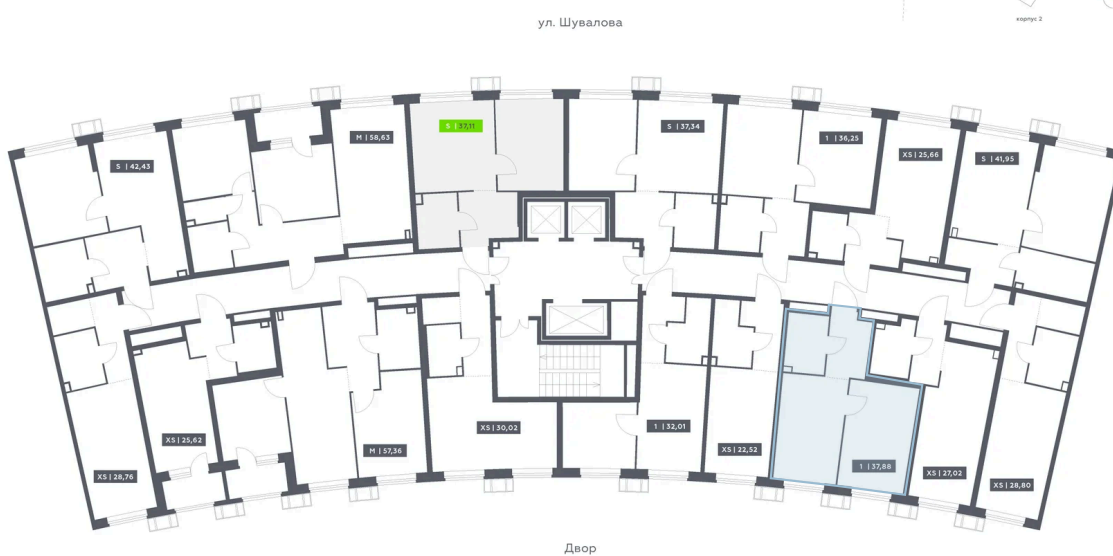 корпус 2
ул. Шувалова
S | 37,11
S | 37,34
M | 58,63
1 | 36,25
XS | 25,66
S | 42,43
S | 41,95
XS | 30,02
1 | 32,01
XS | 25,62
M | 57,36
XS | 22,52
1 | 37,88
XS | 28,76
XS | 27,02
XS | 28,80
Двор